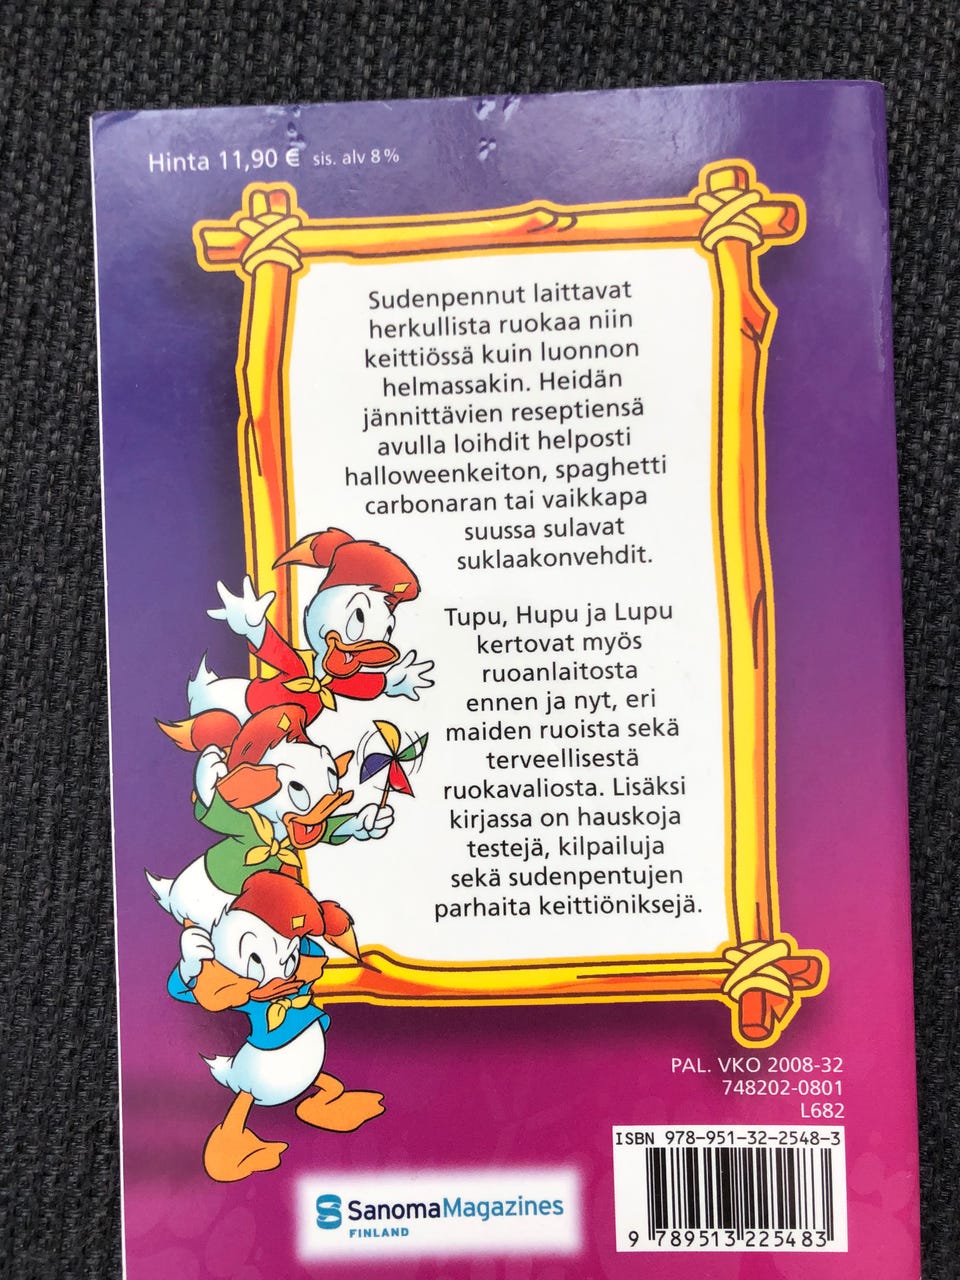 Hinta 11,90 € sis. alv 8 %
Sudenpennut laittavat
herkullista ruokaa niin
keittiössä kuin luonnon
helmassakin. Heidän
jännittävien reseptiensä
avulla loihdit helposti
halloweenkeiton, spaghetti
carbonaran tai vaikkapa
suussa sulavat
suklaakonvehdit.
Tupu, Hupu ja Lupu
kertovat myös
ruoanlaitosta
ennen ja nyt, eri
maiden ruoista sekä
terveellisestä
ruokavaliosta. Lisäksi
kirjassa on hauskoja
testejä, kilpailuja
sekä sudenpentujen
parhaita keittiöniksejä.
PAL. VKO 2008-32
748202-0801
L682
ISBN 978-951-32-2548-3
9 789513 225483
SanomaMagazines
FINLAND